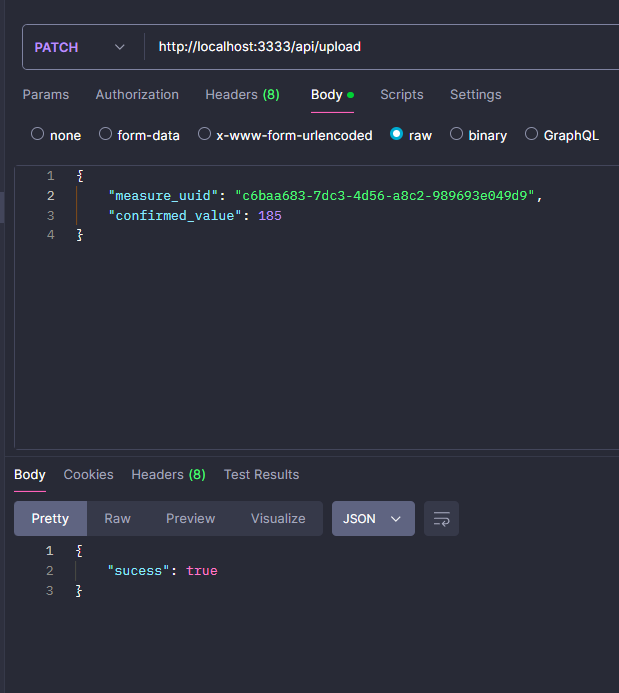 PATCH http://localhost:3333/api/upload
Params Authorization Headers (8) Body Scripts Settings
none form-data x-www-form-urlencoded raw binary GraphQL
1 {
2 "measure_uuid": "c6baa683-7dc3-4d56-a8c2-989693e049d9",
3 "confirmed_value": 185
4 }
Body Cookies Headers (8) Test Results
Pretty Raw Preview Visualize JSON
1 {
2 "sucess": true
3 }